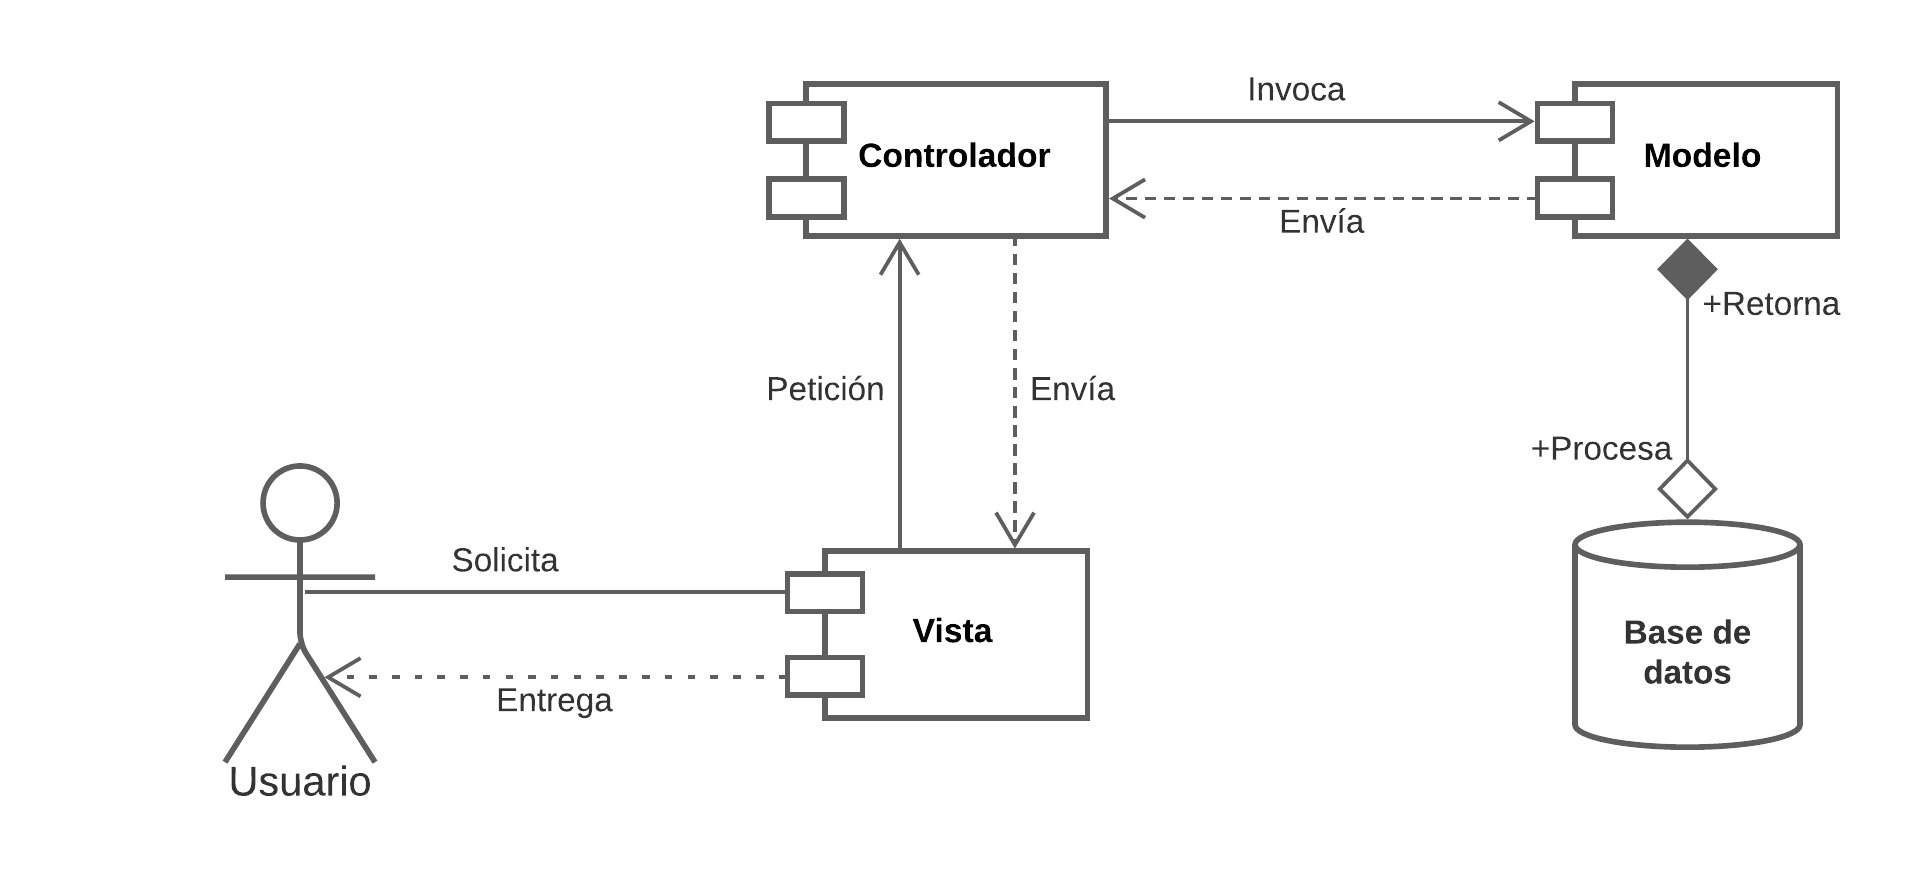 Invoca
Controlador
Modelo
Envía
+Retorna
Petición
Envía
+Procesa
Solicita
Vista
Base de
datos
Entrega
Usuario